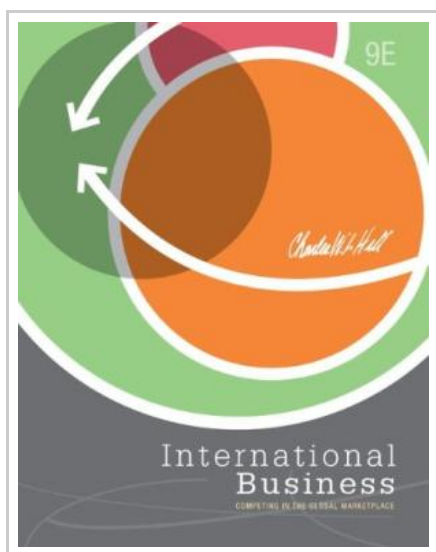 9E
Charles W. L. Hill
International
Business
COMPETING IN THE GLOBAL MARKETPLACE